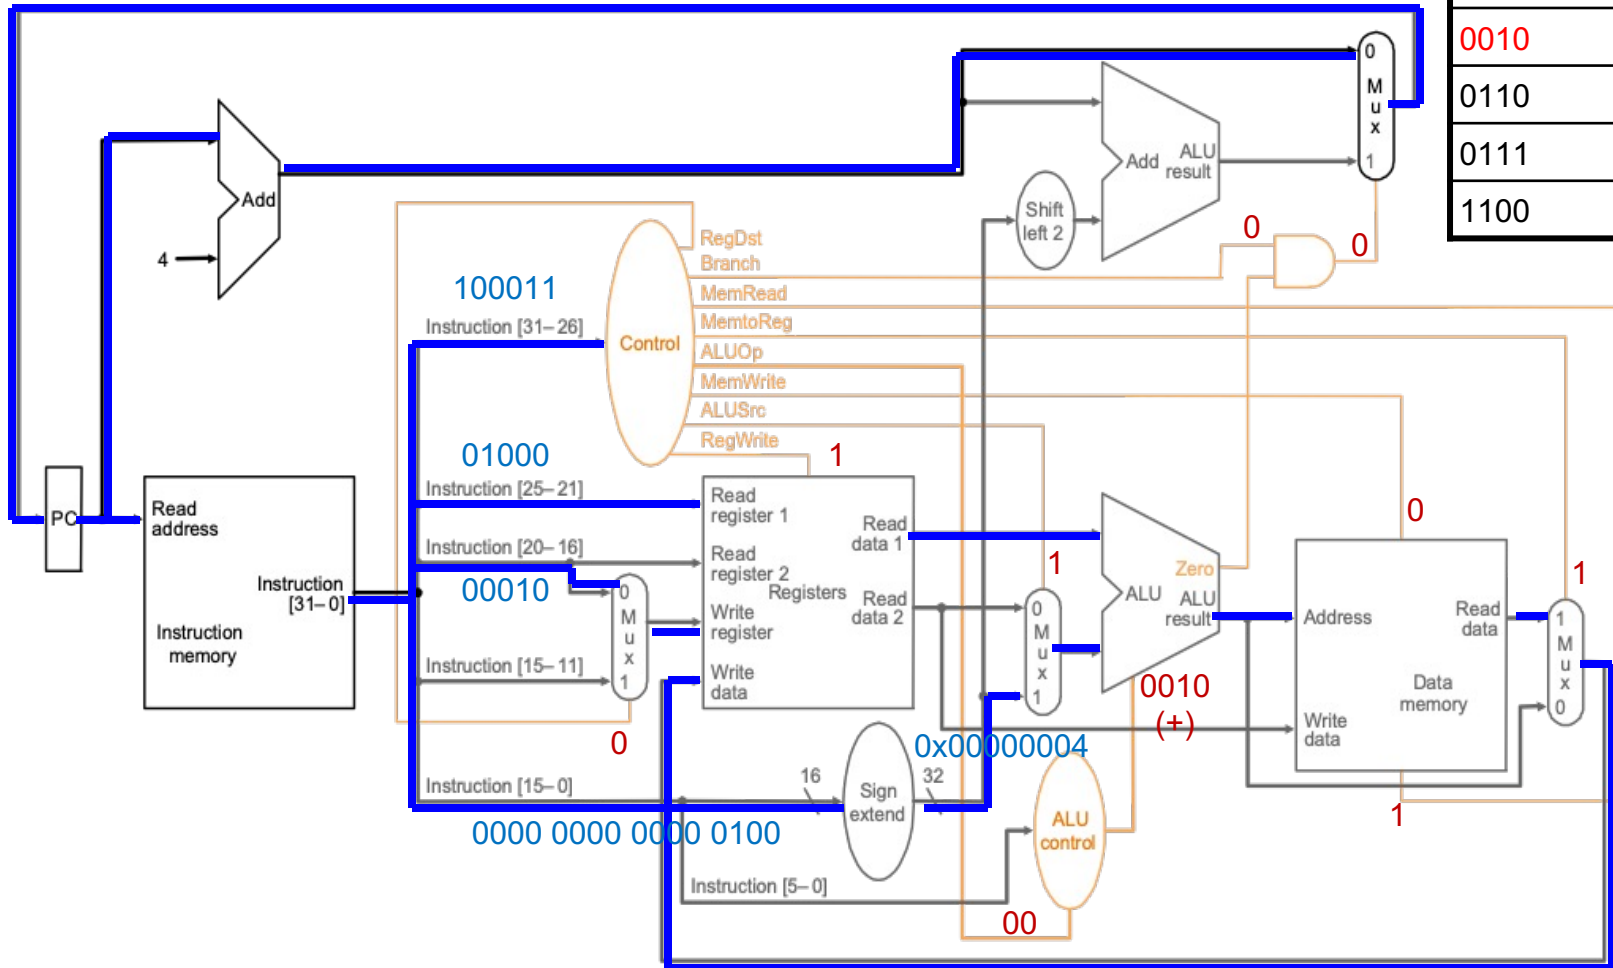 0010
0110
0111
1100
0
M
u
x
1
Add
ALU
result
Add
4
Shift
left 2
0
0
RegDst
Branch
MemRead
MemtoReg
ALUOp
MemWrite
ALUSrc
RegWrite
Control
100011
Instruction [31–26]
01000
Instruction [25–21]
Instruction [20–16]
00010
Instruction [15–11]
0
M
u
x
1
0
1
PC
Read
address
Instruction
[31–0]
Instruction
memory
Read
register 1
Read
register 2
Registers
Write
register
Write
data
Read
data 1
Read
data 2
1
0
M
u
x
1
Zero
ALU
ALU
result
0010
(+)
0
Address
Read
data
Data
memory
Write
data
1
1
1
M
u
x
0
Instruction [15–0]
16
Sign
extend
32
0x00000004
0000 0000 0000 0100
ALU
control
Instruction [5–0]
00